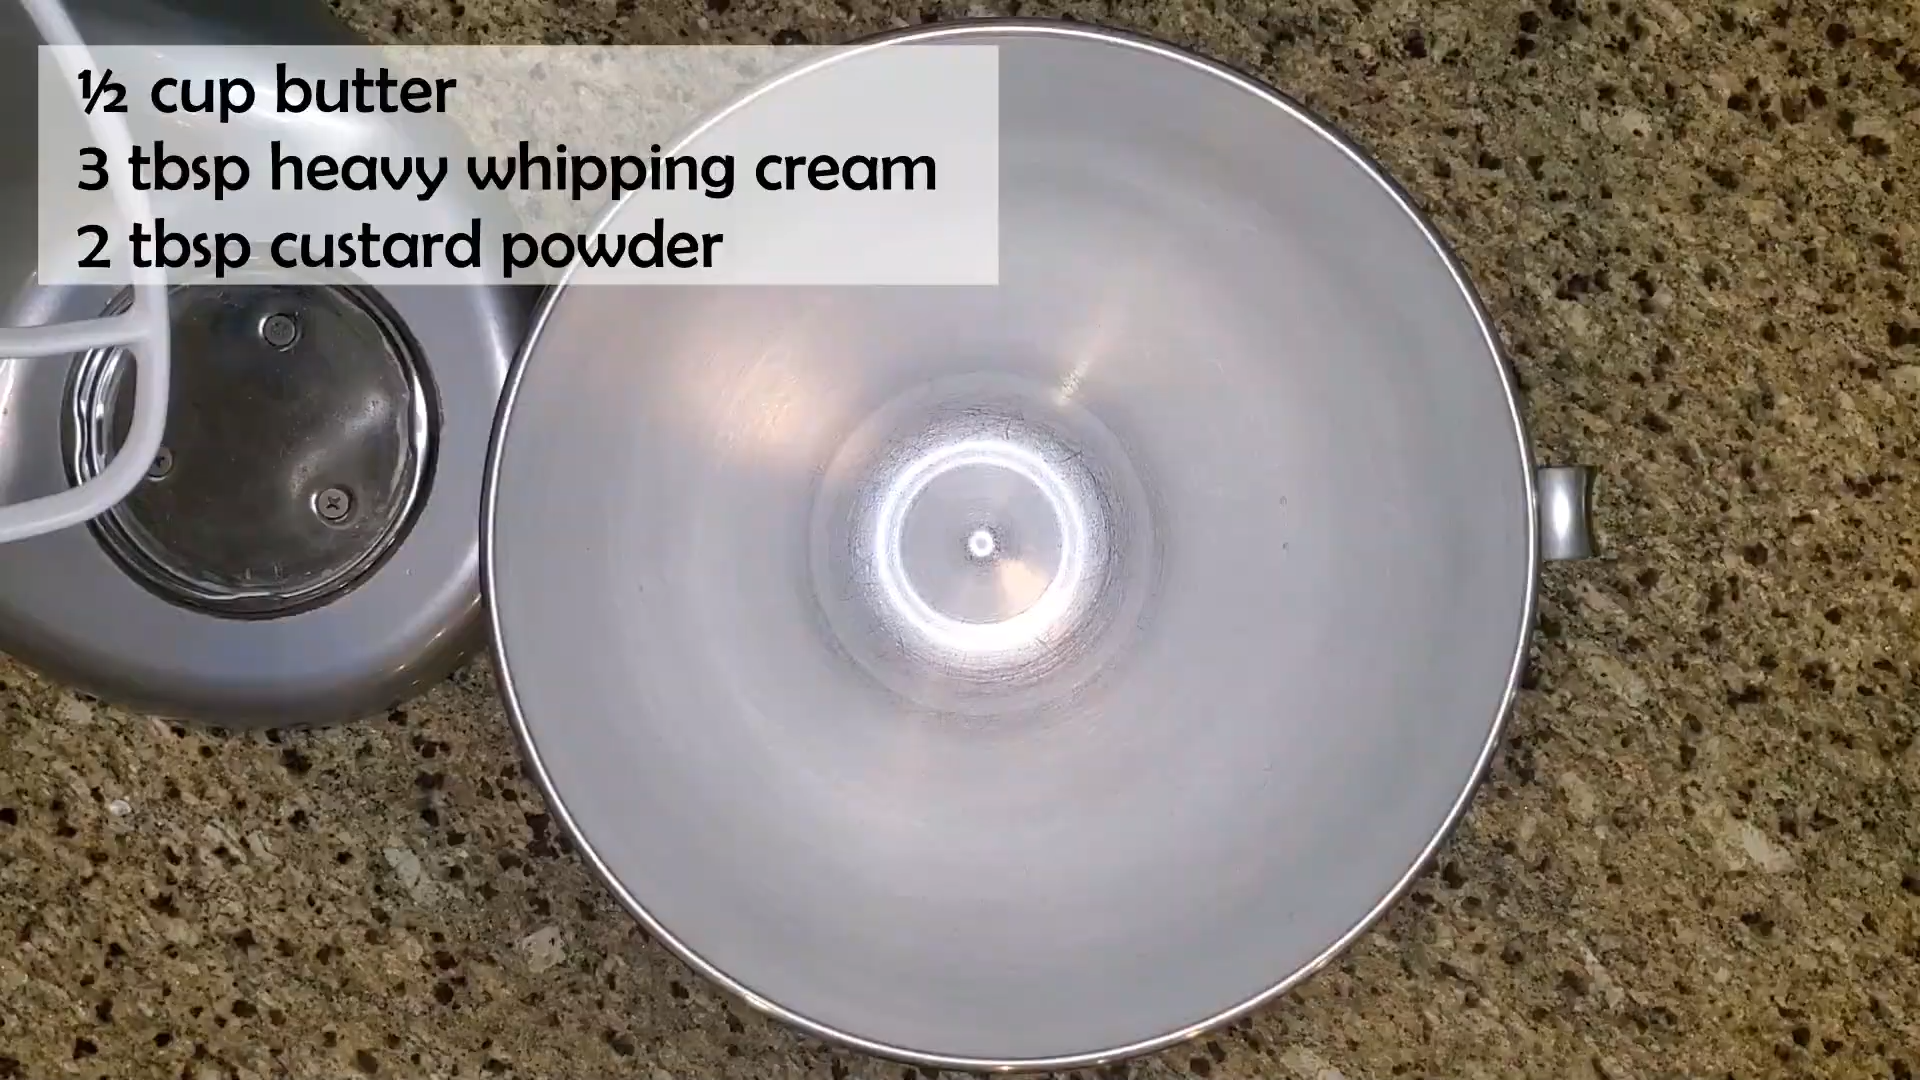 ½ cup butter
3 tbsp heavy whipping cream
2 tbsp custard powder